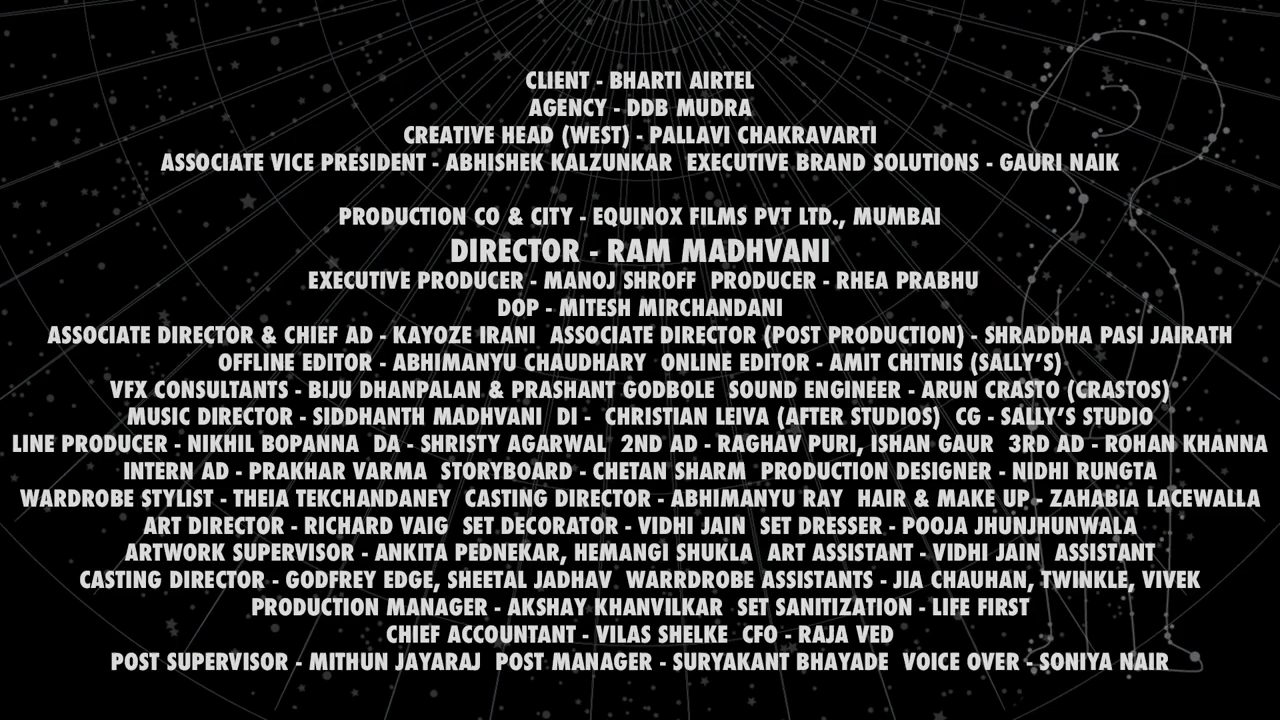 CLIENT - BHARTI AIRTEL
AGENCY - DDB MUDRA
CREATIVE HEAD (WEST) - PALLAVI CHAKRAVARTI
ASSOCIATE VICE PRESIDENT - ABHISHEK KALZUNKAR EXECUTIVE BRAND SOLUTIONS - GAURI NAIK
PRODUCTION CO & CITY - EQUINOX FILMS PVT LTD., MUMBAI
DIRECTOR - RAM MADHVANI
EXECUTIVE PRODUCER - MANOJ SHROFF PRODUCER - RHEA PRABHU
DOP - MITESH MIRCHANDANI
ASSOCIATE DIRECTOR & CHIEF AD - KAYOZE IRANI ASSOCIATE DIRECTOR (POST PRODUCTION) - SHRADDHA PASI JAIRATH
OFFLINE EDITOR - ABHIMANYU CHAUDHARY ONLINE EDITOR - AMIT CHITNIS (SALLY'S)
VFX CONSULTANTS - BIJU DHANPALAN & PRASHANT GODBOLE SOUND ENGINEER - ARUN CRASTO (CRASTOS)
MUSIC DIRECTOR - SIDDHANTH MADHVANI DI - CHRISTIAN LEIVA (AFTER STUDIOS) CG - SALLY'S STUDIO
LINE PRODUCER - NIKHIL BOPANNA DA - SHRISTY AGARWAL 2ND AD - RAGHAV PURI, ISHAN GAUR 3RD AD - ROHAN KHANNA
INTERN AD - PRAKHAR VARMA STORYBOARD - CHETAN SHARM PRODUCTION DESIGNER - NIDHI RUNGTA
WARDROBE STYLIST - THEIA TEKCHANDANEY CASTING DIRECTOR - ABHIMANYU RAY HAIR & MAKE UP - ZAHABIA LACEWALLA
ART DIRECTOR - RICHARD VAIG SET DECORATOR - VIDHI JAIN SET DRESSER - POOJA JHUNJHUNWALA
ARTWORK SUPERVISOR - ANKITA PEDNEKAR, HEMANGI SHUKLA ART ASSISTANT - VIDHI JAIN ASSISTANT
CASTING DIRECTOR - GODFREY EDGE, SHEETAL JADHAV WARRDROBE ASSISTANTS - JIA CHAUHAN, TWINKLE, VIVEK
PRODUCTION MANAGER - AKSHAY KHANVILKAR SET SANITIZATION - LIFE FIRST
CHIEF ACCOUNTANT - VILAS SHELKE CFO - RAJA VED
POST SUPERVISOR - MITHUN JAYARAJ POST MANAGER - SURYAKANT BHAYADE VOICE OVER - SONIYA NAIR